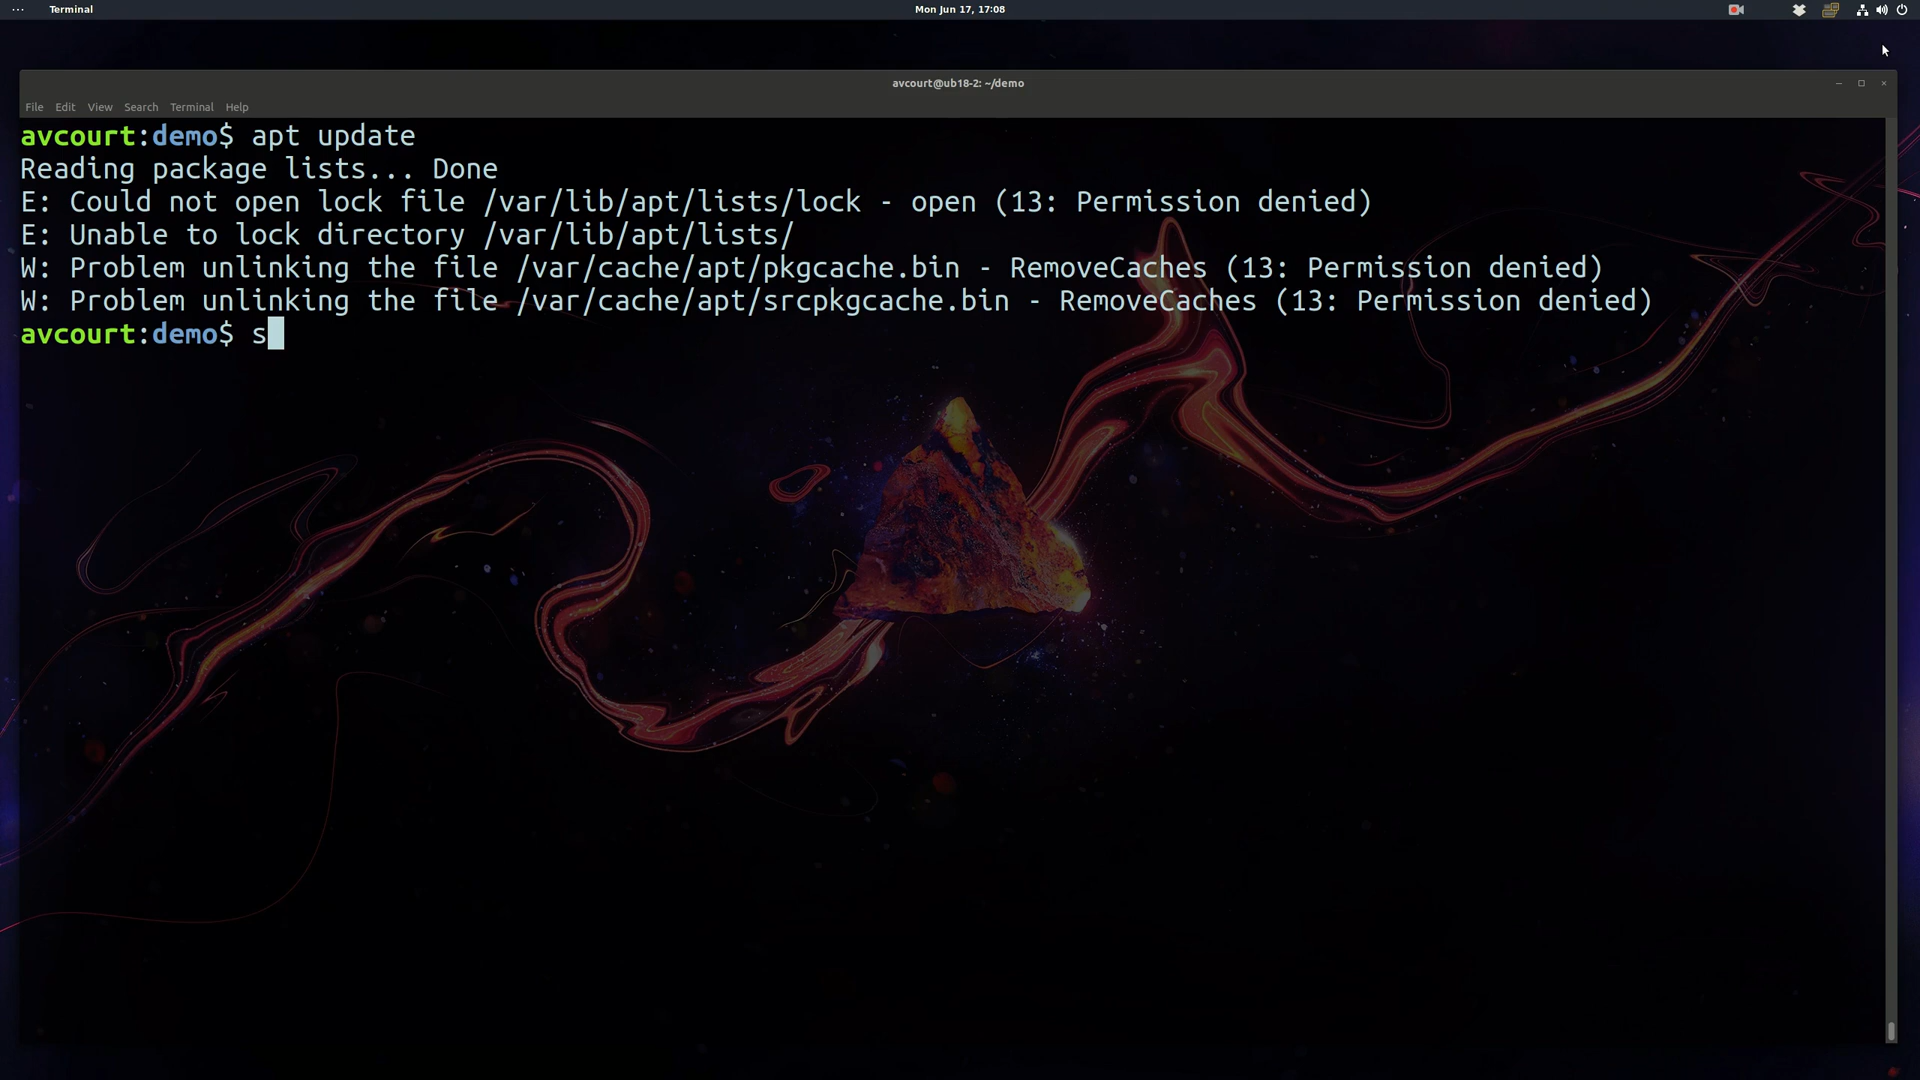 Terminal
Mon Jun 17, 17:08
avcourt@ub18-2: ~/demo
File Edit View Search Terminal Help
avcourt:demo$ apt update
Reading package lists... Done
E: Could not open lock file /var/lib/apt/lists/lock - open (13: Permission denied)
E: Unable to lock directory /var/lib/apt/lists/
W: Problem unlinking the file /var/cache/apt/pkgcache.bin - RemoveCaches (13: Permission denied)
W: Problem unlinking the file /var/cache/apt/srcpkgcache.bin - RemoveCaches (13: Permission denied)
avcourt:demo$ s